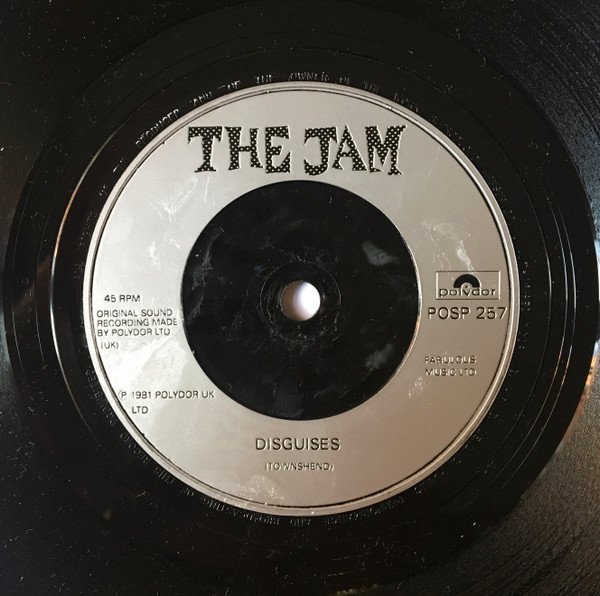 THE JAM
45 RPM
ORIGINAL SOUND
RECORDING MADE
BY POLYDOR LTD
(UK)
polydor
POSP 257
FABULOUS
MUSIC LTD
℗ 1981 POLYDOR UK
LTD
DISGUISES
(TOWNSHEND)